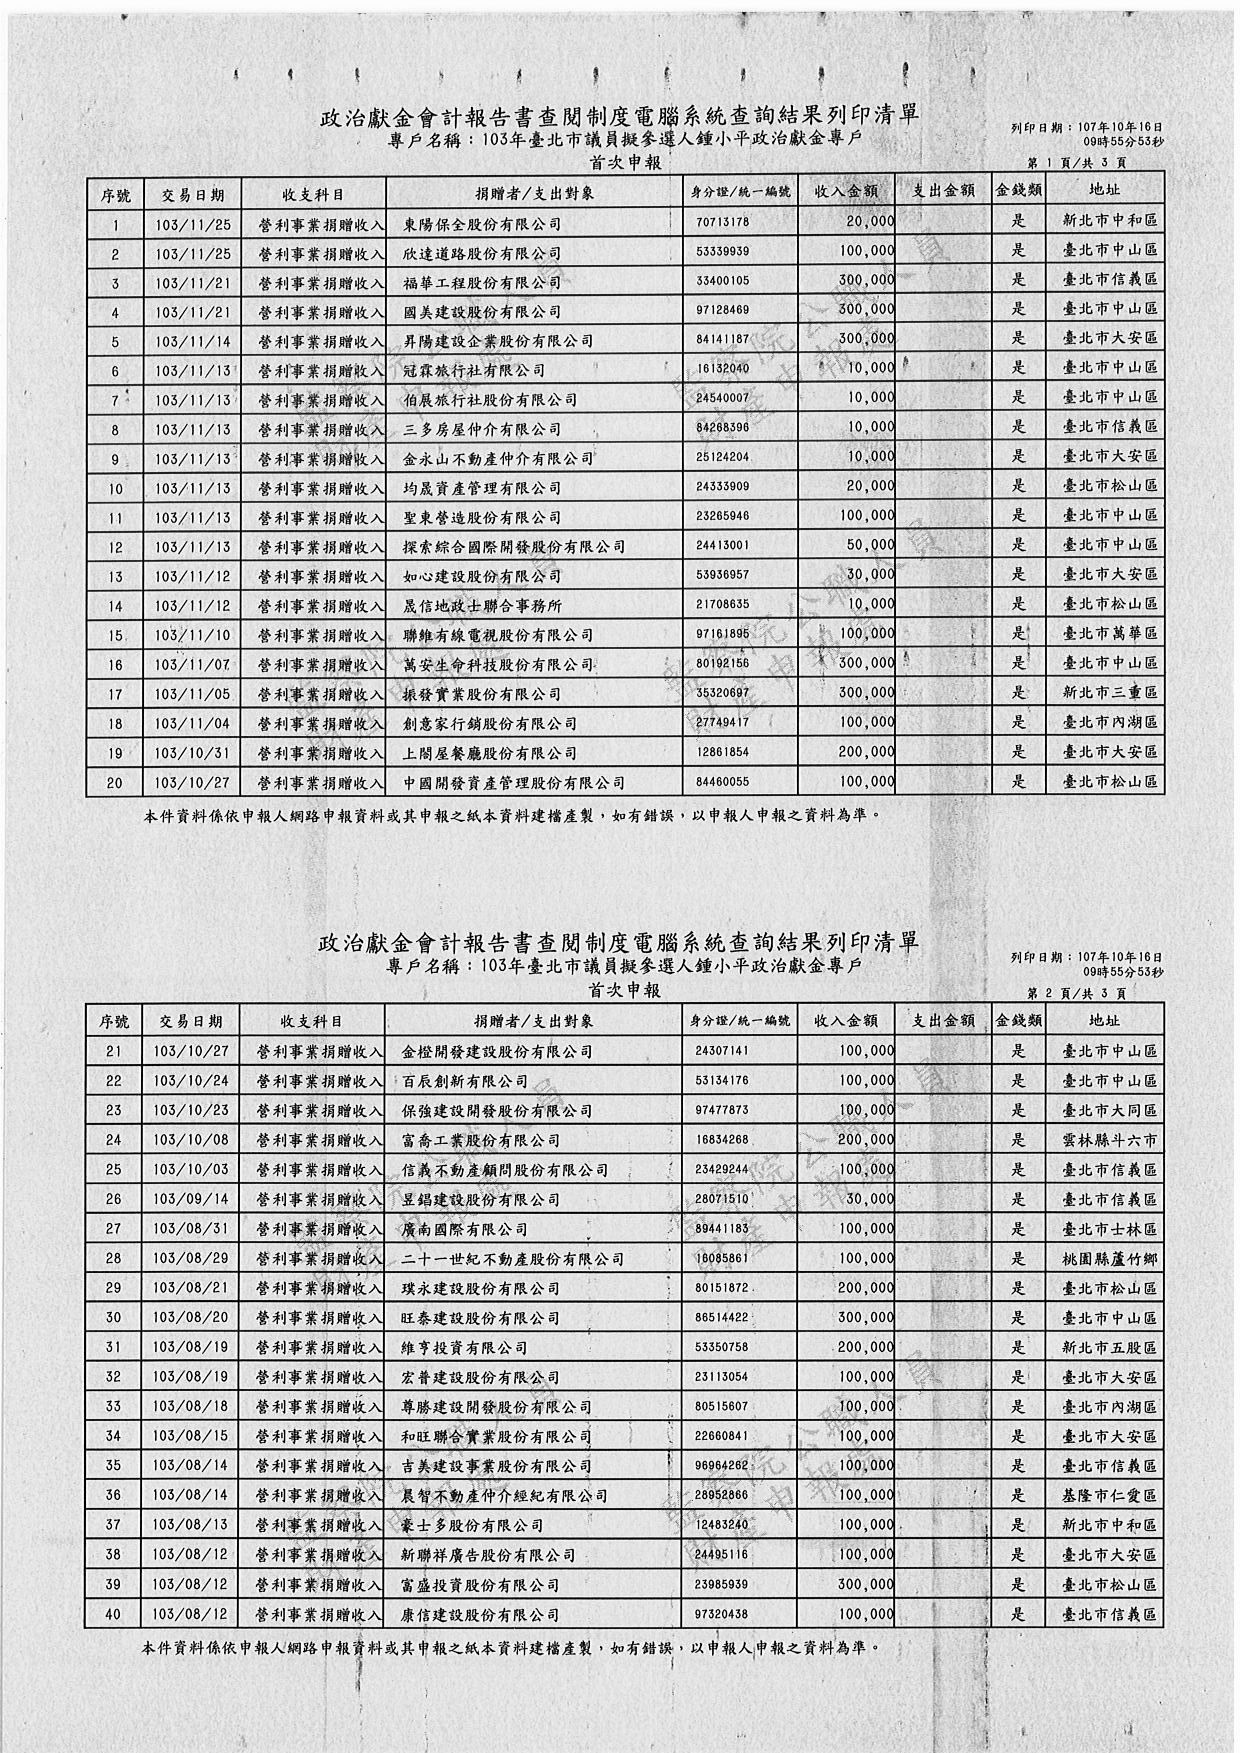 政治獻金會計報告書查閱制度電腦系統查詢結果列印清單
專戶名稱：103年臺北市議員擬參選人鍾小平政治獻金專戶
列印日期：107年10月16日
09時55分53秒
首次申報
第 1 頁/共 3 頁
序號 交易日期 收支科目 捐贈者/支出對象 身分證/統一編號 收入金額 支出金額 金錢類 地址
1 103/11/25 營利事業捐贈收入 東陽保全股份有限公司 70713178 20,000 是 新北市中和區
2 103/11/25 營利事業捐贈收入 欣達道路股份有限公司 53339939 100,000 是 臺北市中山區
3 103/11/21 營利事業捐贈收入 福華工程股份有限公司 33400105 300,000 是 臺北市信義區
4 103/11/21 營利事業捐贈收入 國美建設股份有限公司 97128469 300,000 是 臺北市中山區
5 103/11/14 營利事業捐贈收入 昇陽建設企業股份有限公司 84141187 300,000 是 臺北市大安區
6 103/11/13 營利事業捐贈收入 冠霖旅行社有限公司 16132040 10,000 是 臺北市中山區
7 103/11/13 營利事業捐贈收入 伯展旅行社股份有限公司 24540007 10,000 是 臺北市中山區
8 103/11/13 營利事業捐贈收入 三多房屋仲介有限公司 84268396 10,000 是 臺北市信義區
9 103/11/13 營利事業捐贈收入 金永山不動產仲介有限公司 25124204 10,000 是 臺北市大安區
10 103/11/13 營利事業捐贈收入 均晟資產管理有限公司 24333909 20,000 是 臺北市松山區
11 103/11/13 營利事業捐贈收入 聖東營造股份有限公司 23265946 100,000 是 臺北市中山區
12 103/11/13 營利事業捐贈收入 探索綜合國際開發股份有限公司 24413001 50,000 是 臺北市中山區
13 103/11/12 營利事業捐贈收入 如心建設股份有限公司 53936957 30,000 是 臺北市大安區
14 103/11/12 營利事業捐贈收入 晟信地政士聯合事務所 21708635 10,000 是 臺北市松山區
15 103/11/10 營利事業捐贈收入 聯維有線電視股份有限公司 97161895 100,000 是 臺北市萬華區
16 103/11/07 營利事業捐贈收入 萬安生命科技股份有限公司 80192156 300,000 是 臺北市中山區
17 103/11/05 營利事業捐贈收入 振發實業股份有限公司 35320697 300,000 是 新北市三重區
18 103/11/04 營利事業捐贈收入 創意家行銷股份有限公司 27749417 100,000 是 臺北市內湖區
19 103/10/31 營利事業捐贈收入 上閤屋餐廳股份有限公司 12861854 200,000 是 臺北市大安區
20 103/10/27 營利事業捐贈收入 中國開發資產管理股份有限公司 84460055 100,000 是 臺北市松山區
本件資料係依申報人網路申報資料或其申報之紙本資料建檔產製，如有錯誤，以申報人申報之資料為準。
政治獻金會計報告書查閱制度電腦系統查詢結果列印清單
專戶名稱：103年臺北市議員擬參選人鍾小平政治獻金專戶
列印日期：107年10月16日
09時55分53秒
首次申報
第 2 頁/共 3 頁
序號 交易日期 收支科目 捐贈者/支出對象 身分證/統一編號 收入金額 支出金額 金錢類 地址
21 103/10/27 營利事業捐贈收入 金橙開發建設股份有限公司 24307141 100,000 是 臺北市中山區
22 103/10/24 營利事業捐贈收入 百辰創新有限公司 53134176 100,000 是 臺北市中山區
23 103/10/23 營利事業捐贈收入 保強建設開發股份有限公司 97477873 100,000 是 臺北市大同區
24 103/10/08 營利事業捐贈收入 富喬工業股份有限公司 16834268 200,000 是 雲林縣斗六市
25 103/10/03 營利事業捐贈收入 信義不動產顧問股份有限公司 23429244 100,000 是 臺北市信義區
26 103/09/14 營利事業捐贈收入 昱錩建設股份有限公司 28071510 30,000 是 臺北市信義區
27 103/08/31 營利事業捐贈收入 廣南國際有限公司 89441183 100,000 是 臺北市士林區
28 103/08/29 營利事業捐贈收入 二十一世紀不動產股份有限公司 16085861 100,000 是 桃園縣蘆竹鄉
29 103/08/21 營利事業捐贈收入 璞永建設股份有限公司 80151872 200,000 是 臺北市松山區
30 103/08/20 營利事業捐贈收入 旺泰建設股份有限公司 86514422 300,000 是 臺北市中山區
31 103/08/19 營利事業捐贈收入 維亨投資有限公司 53350758 200,000 是 新北市五股區
32 103/08/19 營利事業捐贈收入 宏普建設股份有限公司 23113054 100,000 是 臺北市大安區
33 103/08/18 營利事業捐贈收入 尊勝建設開發股份有限公司 80515607 100,000 是 臺北市內湖區
34 103/08/15 營利事業捐贈收入 和旺聯合實業股份有限公司 22660841 100,000 是 臺北市大安區
35 103/08/14 營利事業捐贈收入 吉美建設事業股份有限公司 96964262 100,000 是 臺北市信義區
36 103/08/14 營利事業捐贈收入 晨智不動產仲介經紀有限公司 28952866 100,000 是 基隆市仁愛區
37 103/08/13 營利事業捐贈收入 豪士多股份有限公司 12483240 100,000 是 新北市中和區
38 103/08/12 營利事業捐贈收入 新聯祥廣告股份有限公司 24495116 100,000 是 臺北市大安區
39 103/08/12 營利事業捐贈收入 富盛投資股份有限公司 23985939 300,000 是 臺北市松山區
40 103/08/12 營利事業捐贈收入 康信建設股份有限公司 97320438 100,000 是 臺北市信義區
本件資料係依申報人網路申報資料或其申報之紙本資料建檔產製，如有錯誤，以申報人申報之資料為準。
監察院公職人員
財產申報處